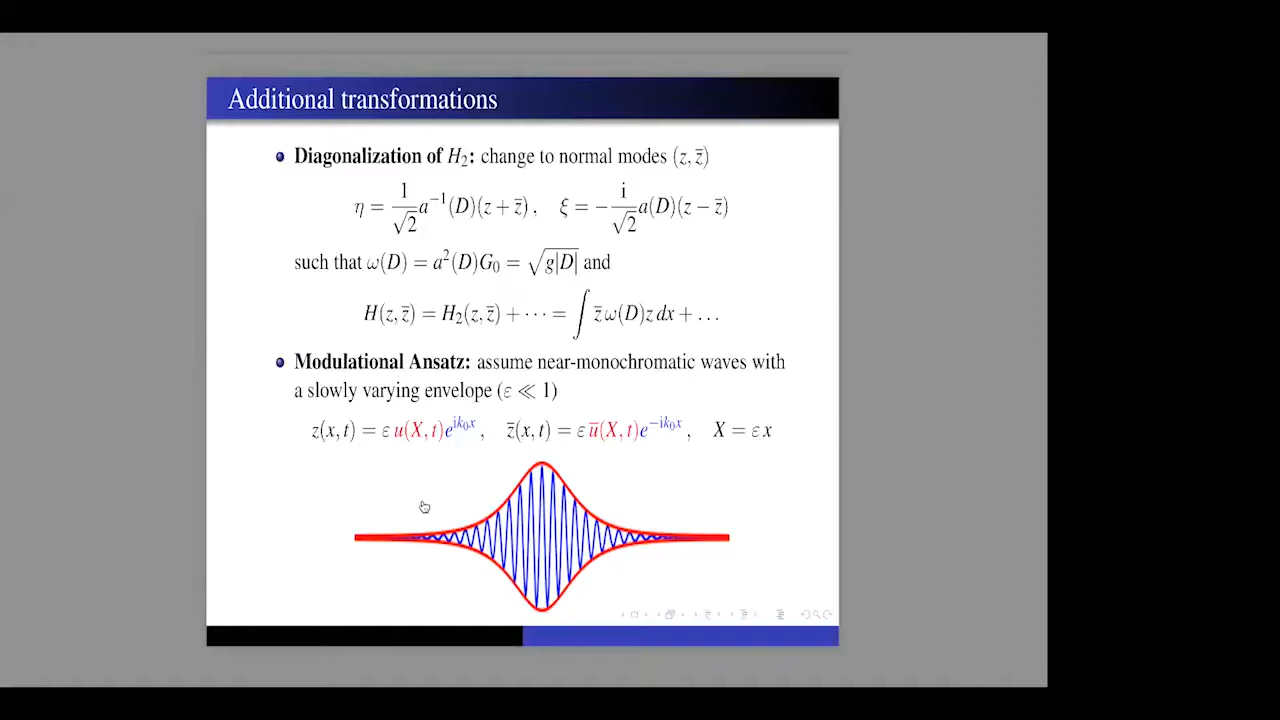 Additional transformations
Diagonalization of H₂: change to normal modes (z, z̄)
η = 1/√2 a⁻¹(D)(z + z̄) , ξ = − i/√2 a(D)(z − z̄)
such that ω(D) = a²(D)G₀ = √g|D| and
H(z, z̄) = H₂(z, z̄) + ⋯ = ∫ z̄ ω(D)z dx + …
Modulational Ansatz: assume near-monochromatic waves with
a slowly varying envelope (ε ≪ 1)
z(x, t) = ε u(X, t)e^{ik₀x} , z̄(x, t) = ε ū(X, t)e^{−ik₀x} , X = ε x